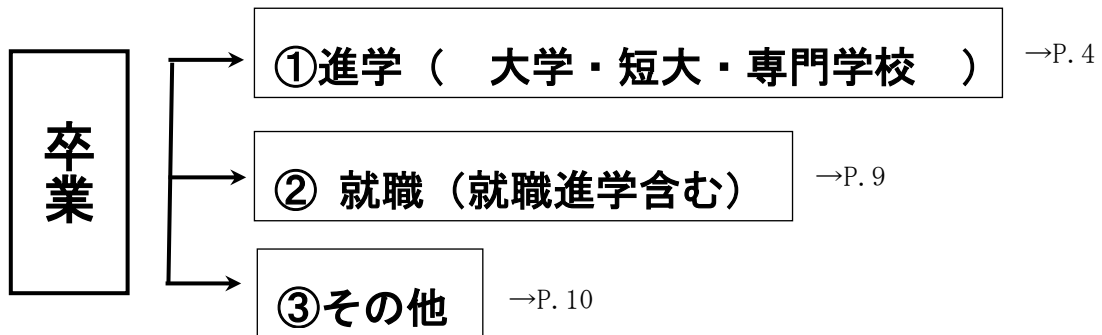 卒業
①進学（　大学・短大・専門学校　）
→P. 4
② 就職（就職進学含む）
→P. 9
③その他
→P. 10